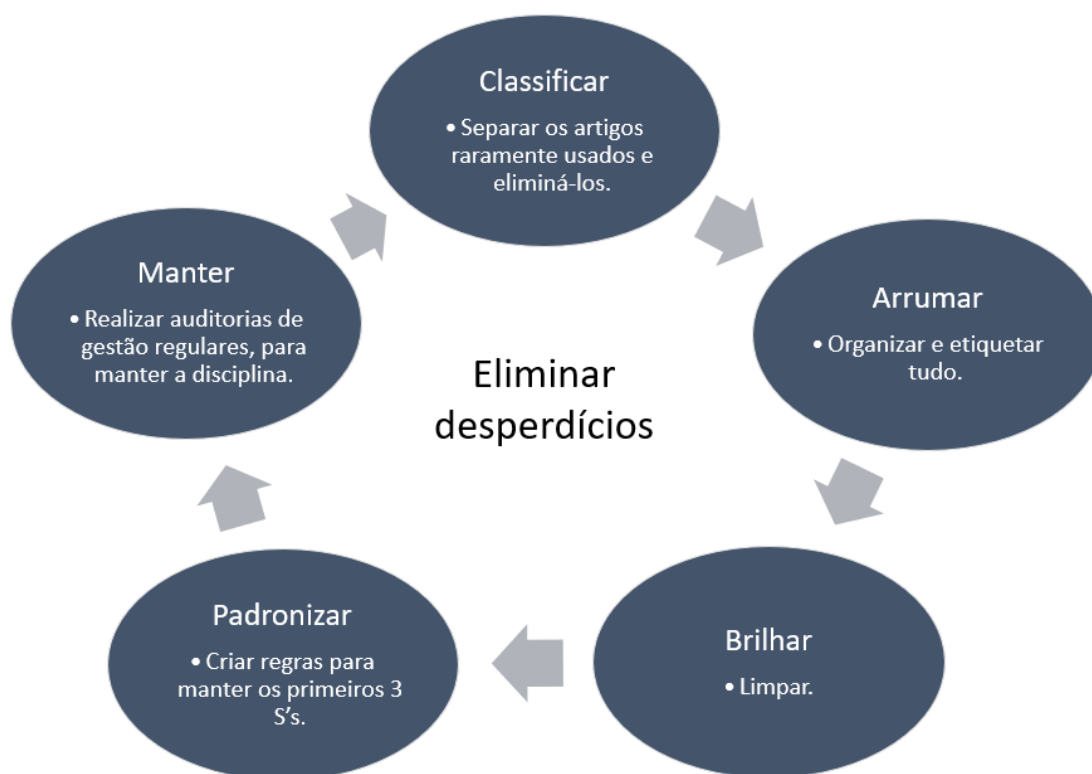 Classificar
• Separar os artigos
raramente usados e
eliminá-los.
Arrumar
• Organizar e etiquetar
tudo.
Brilhar
• Limpar.
Padronizar
• Criar regras para
manter os primeiros 3
S’s.
Manter
• Realizar auditorias de
gestão regulares, para
manter a disciplina.
Eliminar
desperdícios